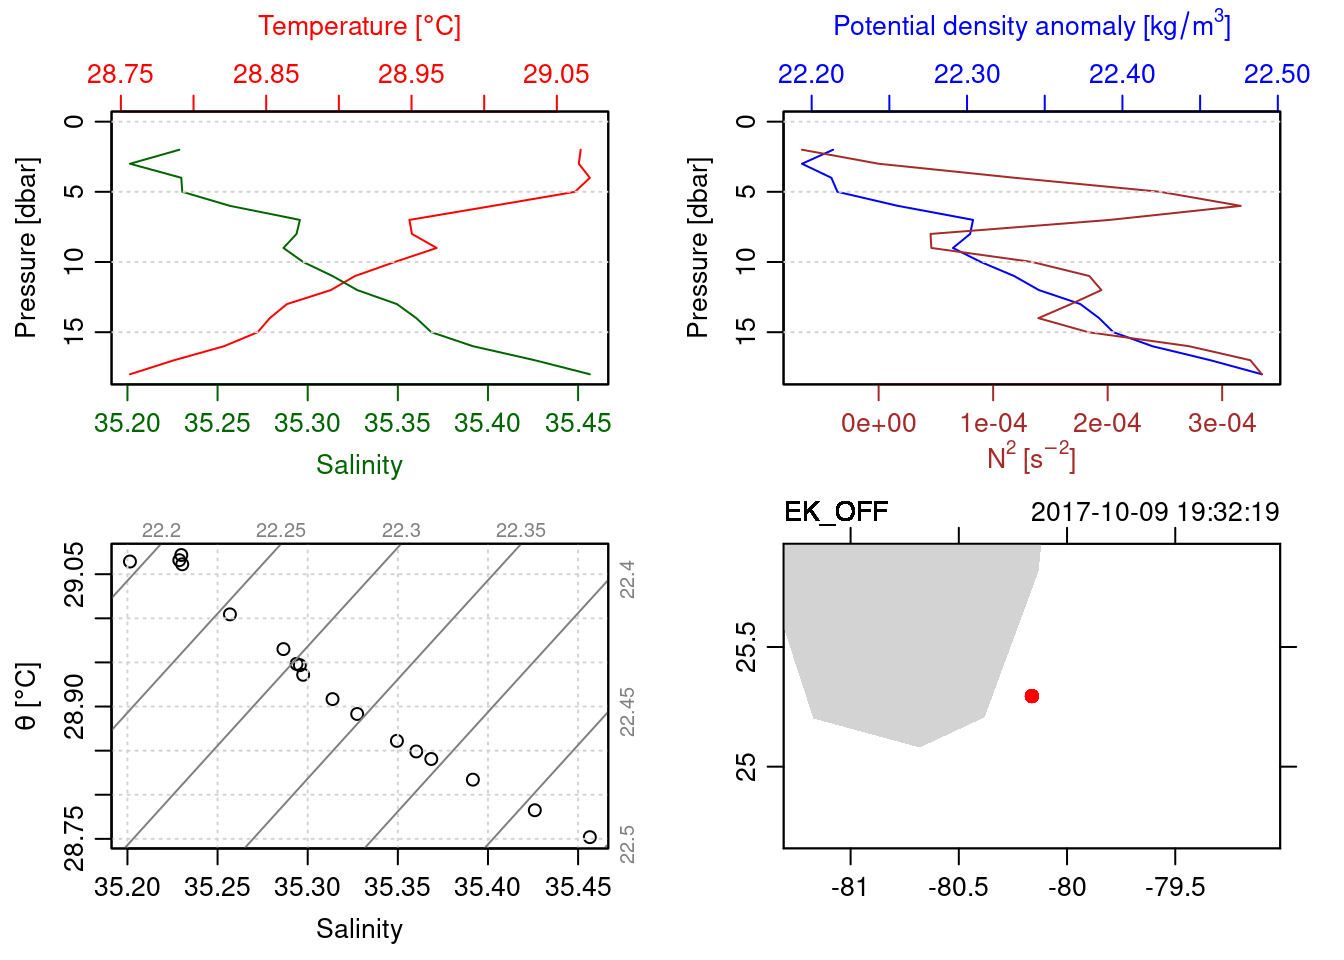 Temperature [°C]
28.75 28.85 28.95 29.05
Pressure [dbar]
0
5
10
15
35.20 35.25 35.30 35.35 35.40 35.45
Salinity
Potential density anomaly [kg/m³]
22.20 22.30 22.40 22.50
Pressure [dbar]
0
5
10
15
0e+00 1e-04 2e-04 3e-04
N² [s⁻²]
22.2 22.25 22.3 22.35
22.4
22.45
22.5
θ [°C]
29.05
28.90
28.75
35.20 35.25 35.30 35.35 35.40 35.45
Salinity
EK_OFF 2017-10-09 19:32:19
25.5
25
-81 -80.5 -80 -79.5